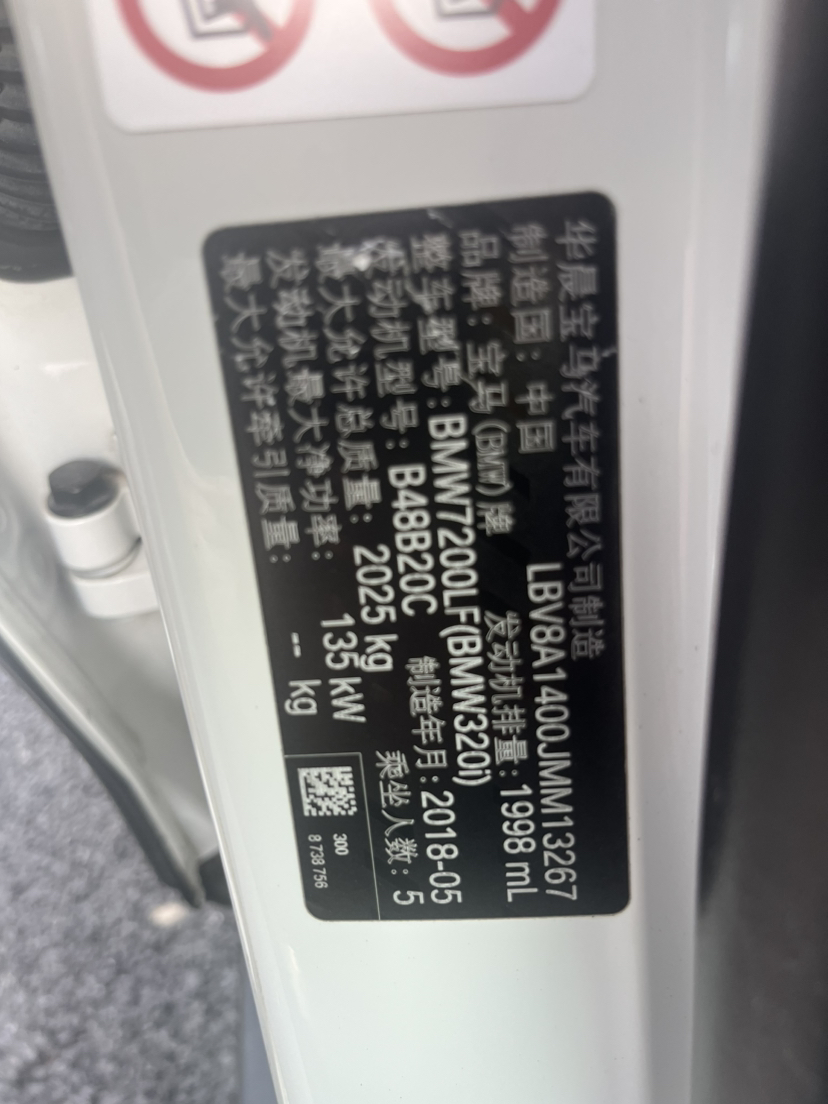 华晨宝马汽车有限公司制造
制造国：中国 LBV8A1400JMM13267
品牌：宝马(BMW)牌 发动机排量：1998 mL
整车型号：BMW7200LF(BMW320i)
发动机型号：B48B20C 制造年月：2018-05
最大允许总质量：2025 kg 乘坐人数：5
发动机最大净功率：135 kW
最大允许牵引质量：-- kg
300
8 738 756